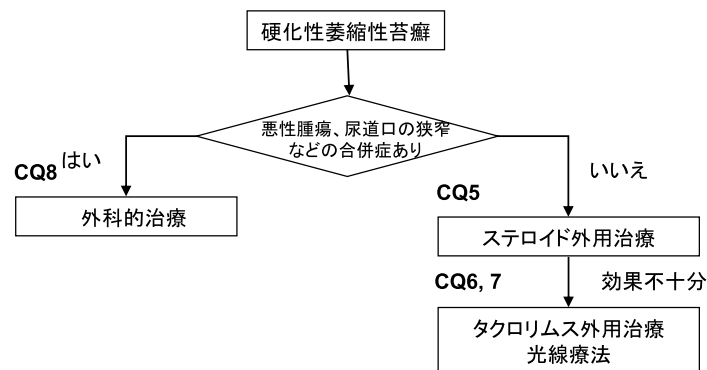 硬化性萎縮性苔癬
悪性腫瘍、尿道口の狭窄
などの合併症あり
はい
CQ8
外科的治療
いいえ
CQ5
ステロイド外用治療
CQ6, 7
効果不十分
タクロリムス外用治療
光線療法